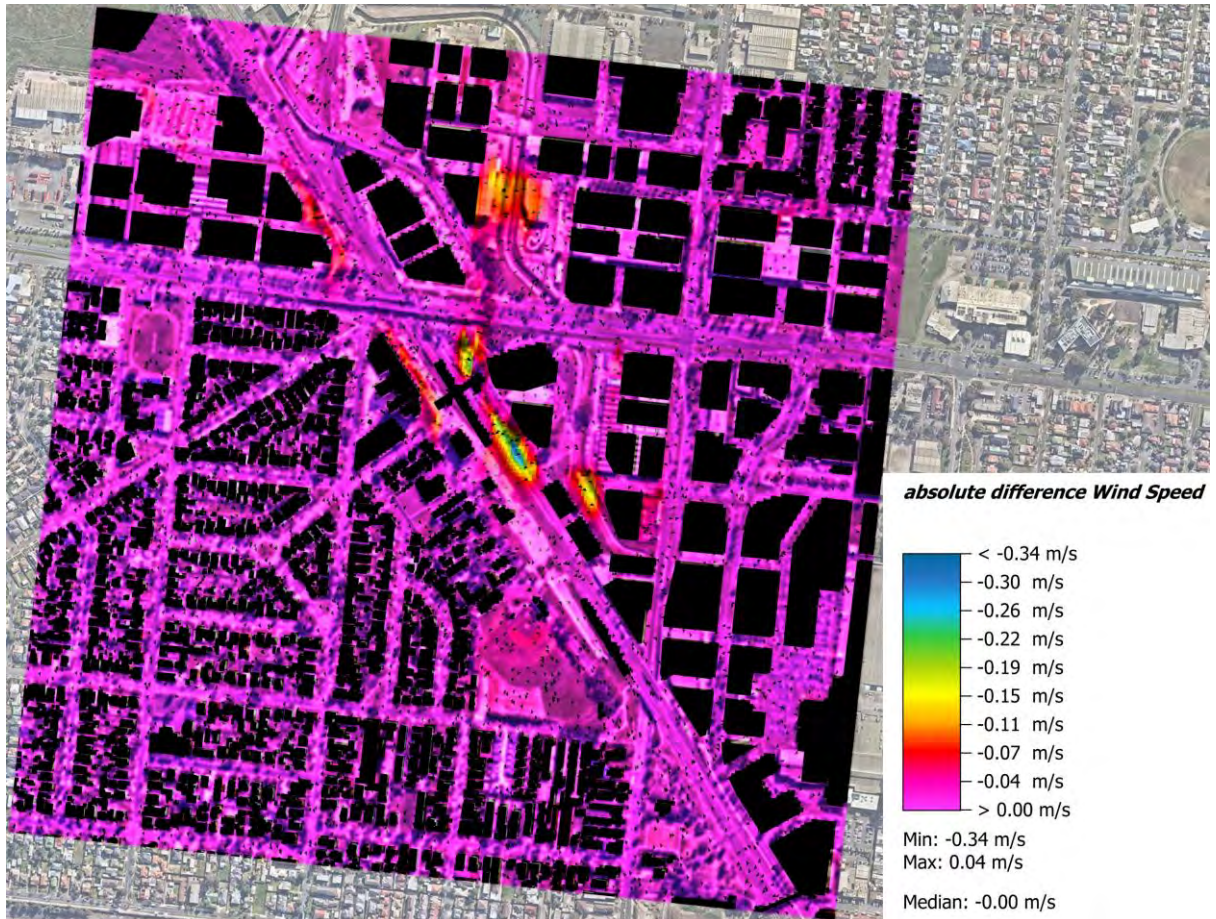 absolute difference Wind Speed
< -0.34 m/s
-0.30 m/s
-0.26 m/s
-0.22 m/s
-0.19 m/s
-0.15 m/s
-0.11 m/s
-0.07 m/s
-0.04 m/s
> 0.00 m/s
Min: -0.34 m/s
Max: 0.04 m/s
Median: -0.00 m/s